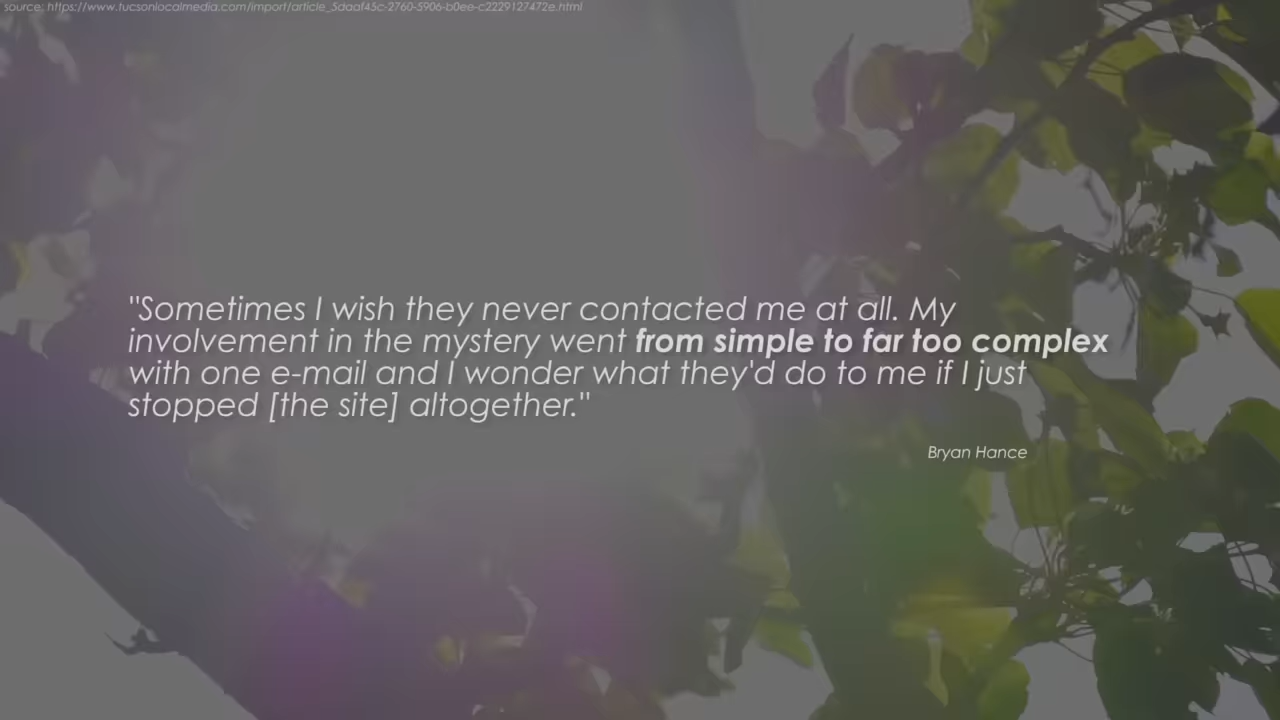 source: https://www.tucsonlocalmedia.com/import/article_5daaf45c-2760-5906-b0ee-c2229127472e.html
"Sometimes I wish they never contacted me at all. My
involvement in the mystery went from simple to far too complex
with one e-mail and I wonder what they'd do to me if I just
stopped [the site] altogether."
Bryan Hance